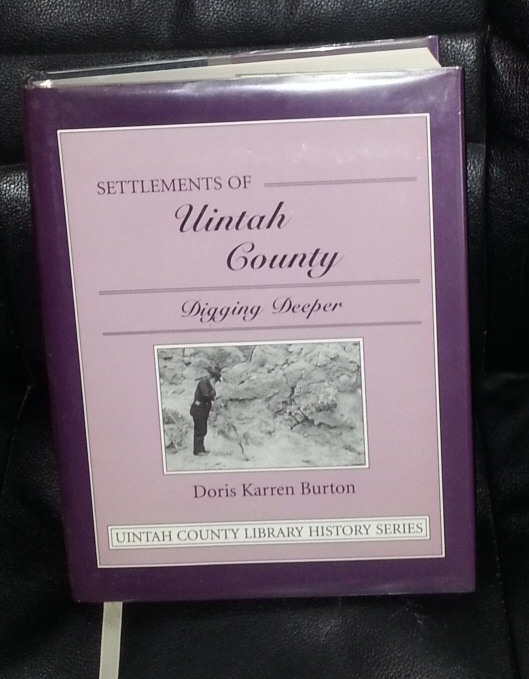 SETTLEMENTS OF
Uintah
County
Digging Deeper
Doris Karren Burton
UINTAH COUNTY LIBRARY HISTORY SERIES